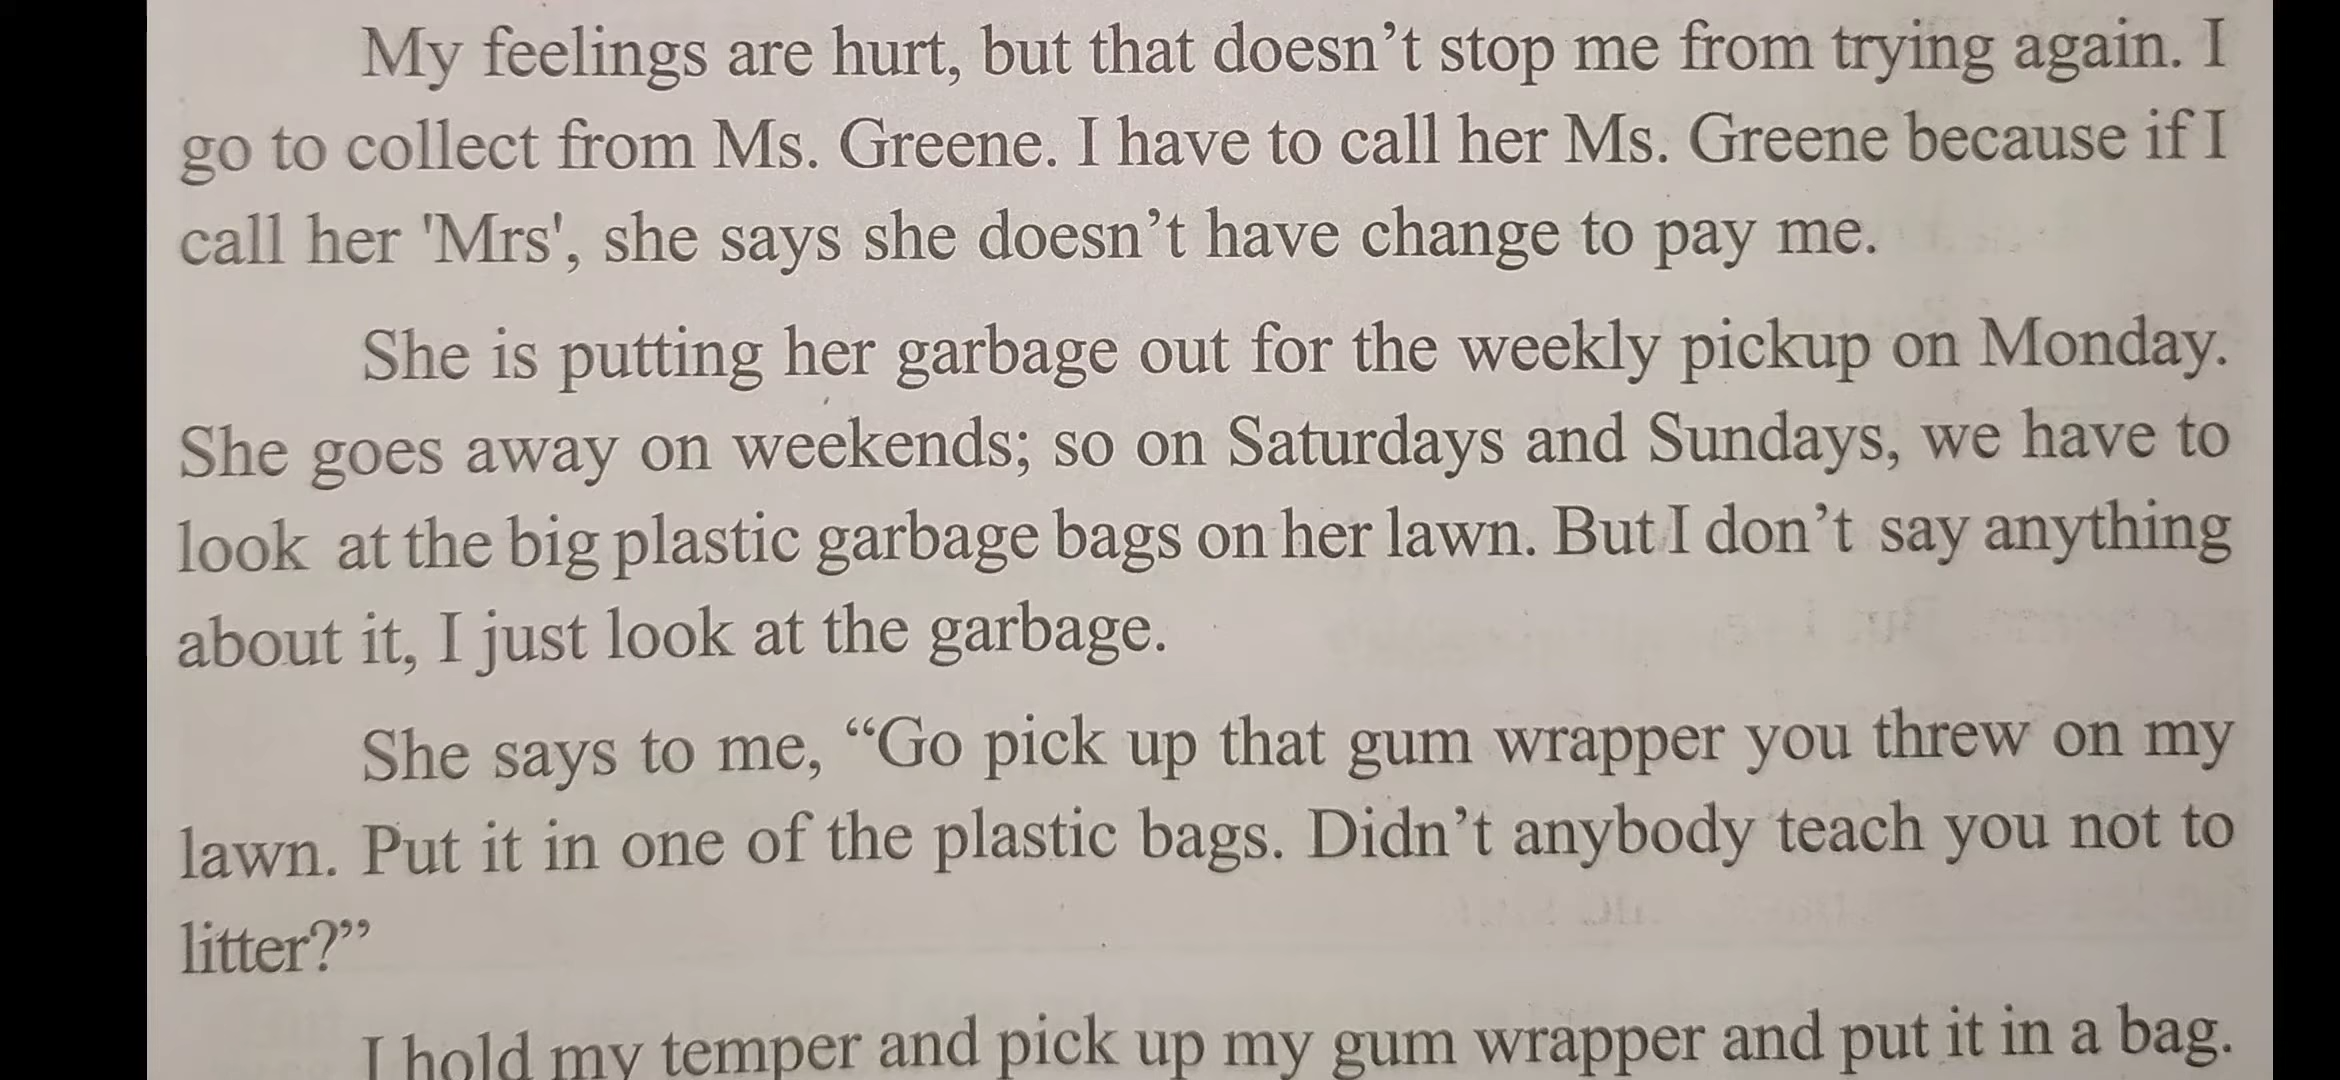 My feelings are hurt, but that doesn’t stop me from trying again. I
go to collect from Ms. Greene. I have to call her Ms. Greene because if I
call her 'Mrs', she says she doesn’t have change to pay me.
She is putting her garbage out for the weekly pickup on Monday.
She goes away on weekends; so on Saturdays and Sundays, we have to
look at the big plastic garbage bags on her lawn. But I don’t say anything
about it, I just look at the garbage.
She says to me, “Go pick up that gum wrapper you threw on my
lawn. Put it in one of the plastic bags. Didn’t anybody teach you not to
litter?”
I hold my temper and pick up my gum wrapper and put it in a bag.